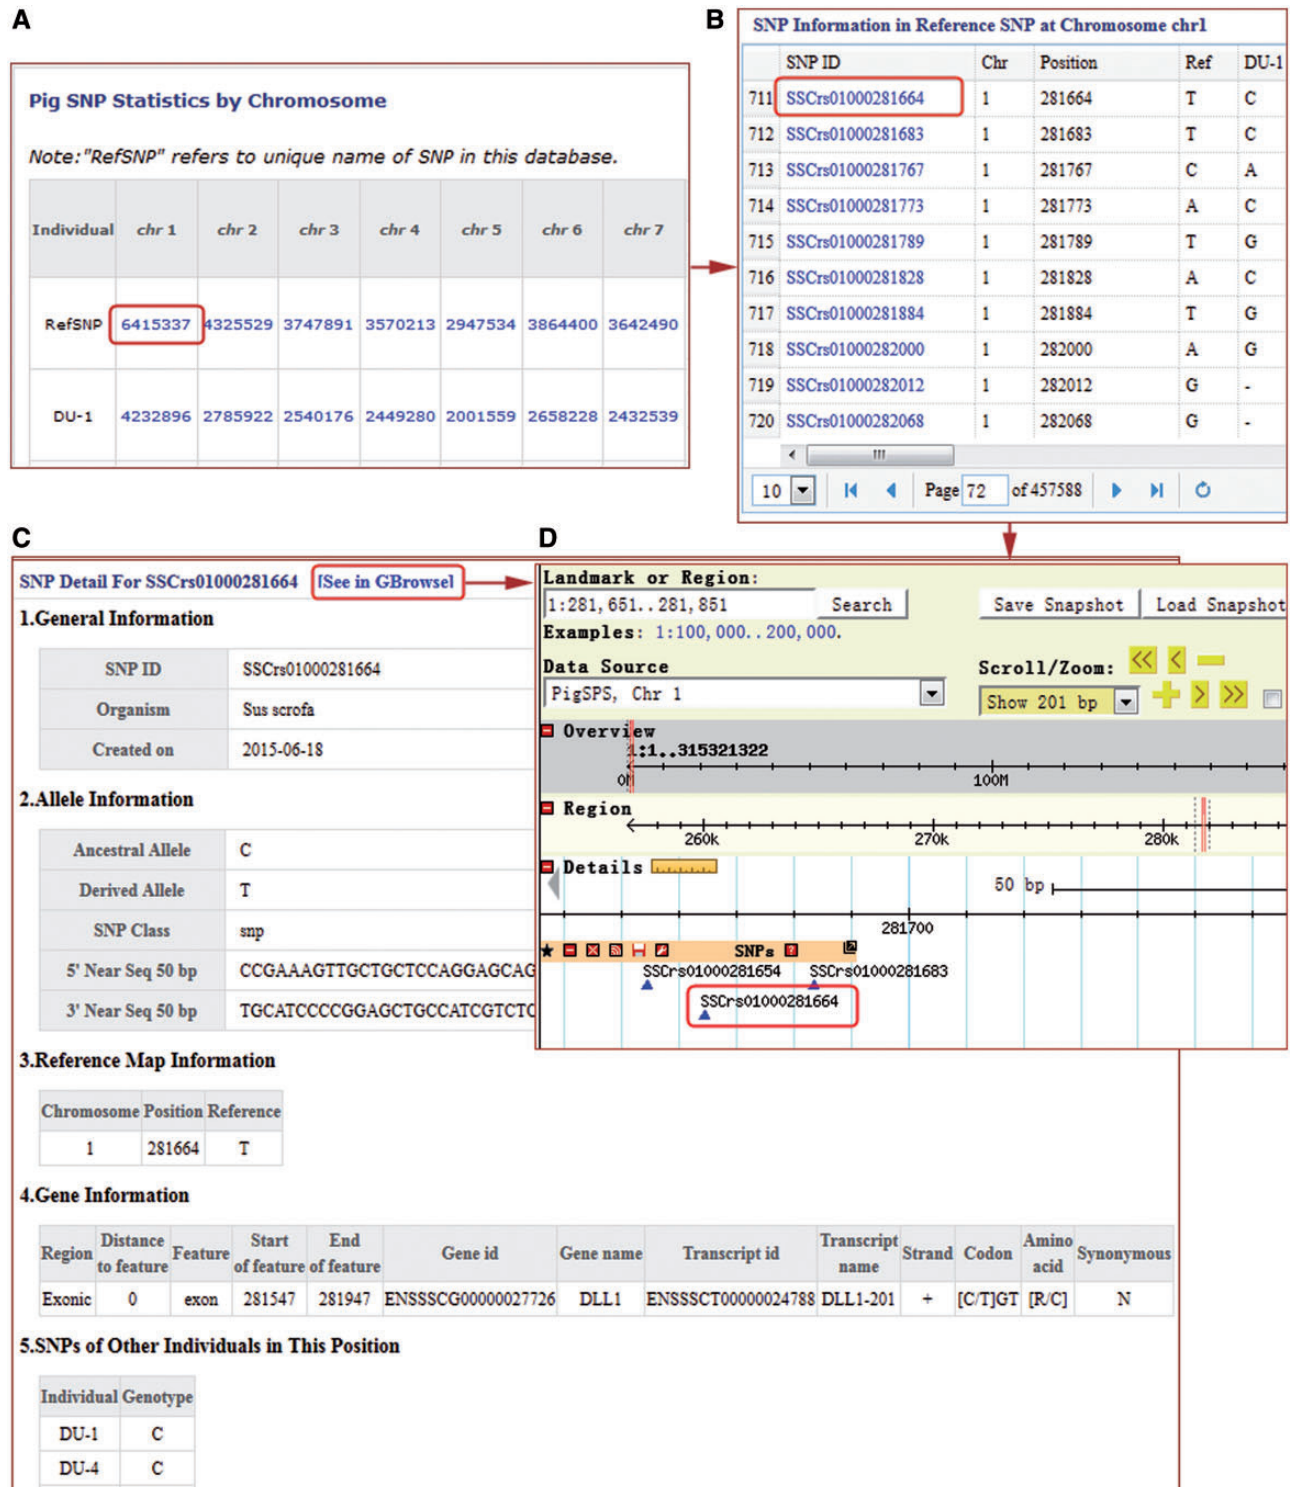 A
Pig SNP Statistics by Chromosome
Note:"RefSNP" refers to unique name of SNP in this database.
Individual chr 1 chr 2 chr 3 chr 4 chr 5 chr 6 chr 7
RefSNP 6415337 4325529 3747891 3570213 2947534 3864400 3642490
DU-1 4232896 2785922 2540176 2449280 2001559 2658228 2432539
B
SNP Information in Reference SNP at Chromosome chr1
SNP ID Chr Position Ref DU-1
711 SSCrs01000281664 1 281664 T C
712 SSCrs01000281683 1 281683 T C
713 SSCrs01000281767 1 281767 C A
714 SSCrs01000281773 1 281773 A C
715 SSCrs01000281789 1 281789 T G
716 SSCrs01000281828 1 281828 A C
717 SSCrs01000281884 1 281884 T G
718 SSCrs01000282000 1 282000 A G
719 SSCrs01000282012 1 282012 G -
720 SSCrs01000282068 1 282068 G -
10 Page 72 of 457588
C
SNP Detail For SSCrs01000281664 [See in GBrowse]
1.General Information
SNP ID SSCrs01000281664
Organism Sus scrofa
Created on 2015-06-18
2.Allele Information
Ancestral Allele C
Derived Allele T
SNP Class snp
5' Near Seq 50 bp CCGAAAGTTGCTGCTCCAGGAGCAG
3' Near Seq 50 bp TGCATCCCCGGAGCTGCCATCGTCTC
3.Reference Map Information
Chromosome Position Reference
1 281664 T
4.Gene Information
Region Distance to feature Feature Start of feature End of feature Gene id Gene name Transcript id Transcript name Strand Codon Amino acid Synonymous
Exonic 0 exon 281547 281947 ENSSSCG00000027726 DLL1 ENSSSCT00000024788 DLL1-201 + [C/T]GT [R/C] N
5.SNPs of Other Individuals in This Position
Individual Genotype
DU-1 C
DU-4 C
D
Landmark or Region:
1:281,651..281,851 Search Save Snapshot Load Snapshot
Examples: 1:100,000..200,000.
Data Source Scroll/Zoom: << < −
PigSPS, Chr 1 Show 201 bp + > >>
Overview
1:1..315321322
0M 100M
Region
260k 270k 280k
Details
50 bp
281700
SNPs
SSCrs01000281654 SSCrs01000281683
SSCrs01000281664